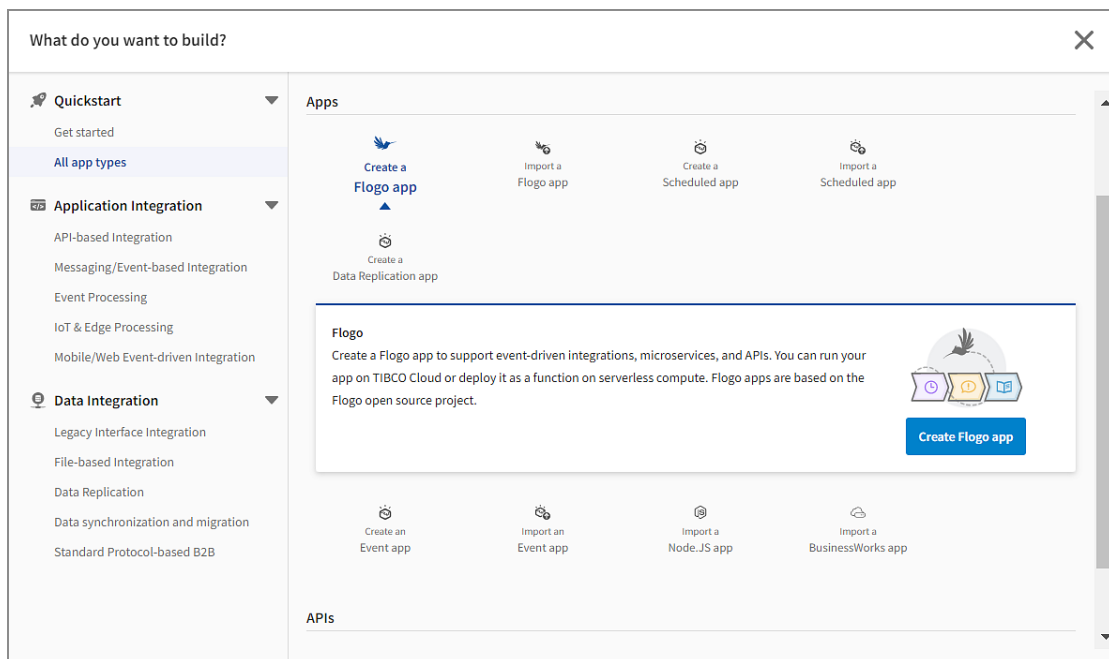 What do you want to build?
Quickstart
Get started
All app types
Application Integration
API-based Integration
Messaging/Event-based Integration
Event Processing
IoT & Edge Processing
Mobile/Web Event-driven Integration
Data Integration
Legacy Interface Integration
File-based Integration
Data Replication
Data synchronization and migration
Standard Protocol-based B2B
Apps
Create a
Flogo app
Import a
Flogo app
Create a
Scheduled app
Import a
Scheduled app
Create a
Data Replication app
Flogo
Create a Flogo app to support event-driven integrations, microservices, and APIs. You can run your
app on TIBCO Cloud or deploy it as a function on serverless compute. Flogo apps are based on the
Flogo open source project.
Create Flogo app
Create an
Event app
Import an
Event app
Import a
Node.JS app
Import a
BusinessWorks app
APIs